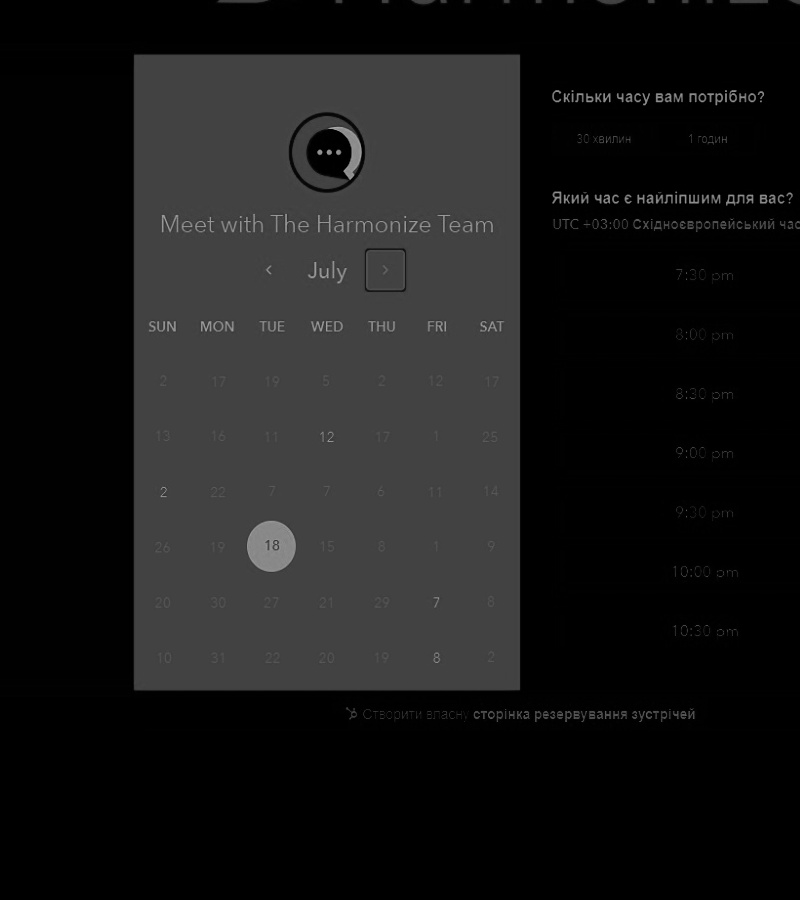 Meet with The Harmonize Team
July
SUN MON TUE WED THU FRI SAT
2 17 19 5 2 12 17
13 16 11 12 17 1 25
2 22 7 7 6 11 14
26 19 18 15 8 1 9
20 30 27 21 29 7 8
10 31 22 20 19 8 2
Скільки часу вам потрібно?
30 хвилин 1 годин
Який час є найліпшим для вас?
UTC +03:00 Східноєвропейський час
7:30 pm
8:00 pm
8:30 pm
9:00 pm
9:30 pm
10:00 pm
10:30 pm
Створити власну сторінка резервування зустрічей